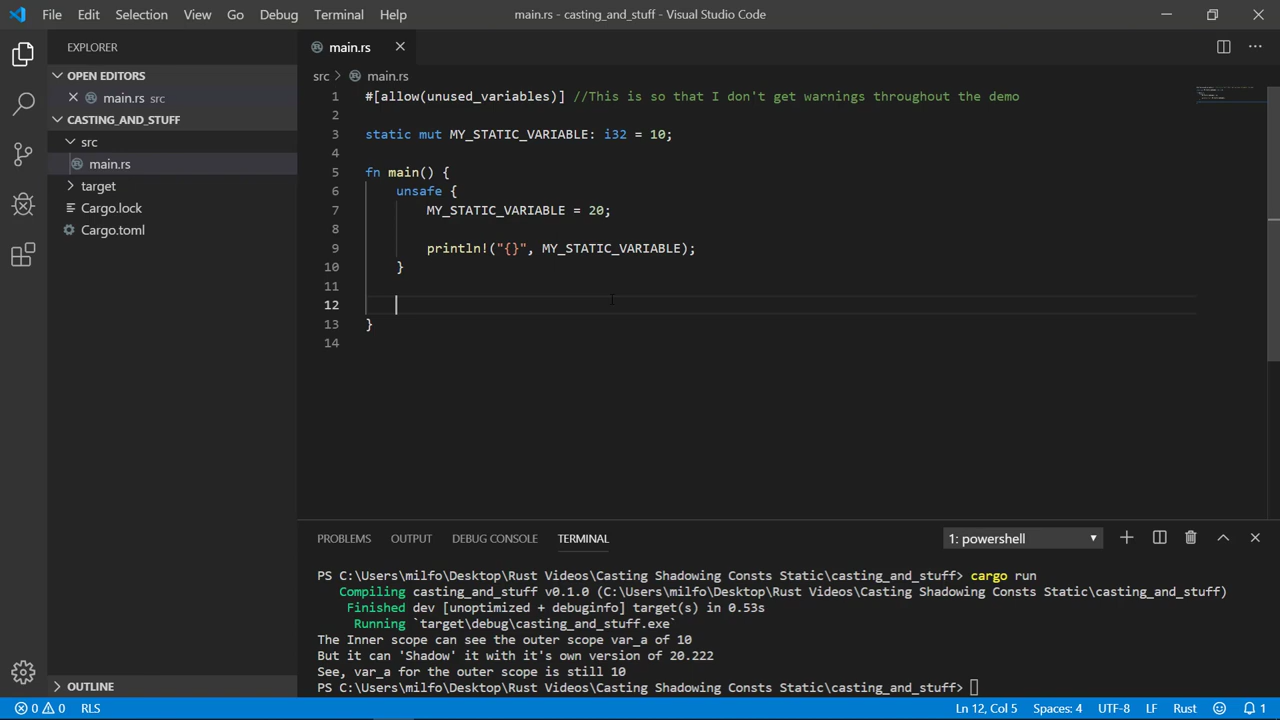 File Edit Selection View Go Debug Terminal Help main.rs - casting_and_stuff - Visual Studio Code
EXPLORER
main.rs
OPEN EDITORS
main.rs src
CASTING_AND_STUFF
src
main.rs
target
Cargo.lock
Cargo.toml
OUTLINE
src > main.rs
1 #[allow(unused_variables)] //This is so that I don't get warnings throughout the demo
2
3 static mut MY_STATIC_VARIABLE: i32 = 10;
4
5 fn main() {
6 unsafe {
7 MY_STATIC_VARIABLE = 20;
8
9 println!("{}", MY_STATIC_VARIABLE);
10 }
11
12
13 }
14
PROBLEMS OUTPUT DEBUG CONSOLE TERMINAL 1: powershell
PS C:\Users\milfo\Desktop\Rust Videos\Casting Shadowing Consts Static\casting_and_stuff> cargo run
Compiling casting_and_stuff v0.1.0 (C:\Users\milfo\Desktop\Rust Videos\Casting Shadowing Consts Static\casting_and_stuff)
Finished dev [unoptimized + debuginfo] target(s) in 0.53s
Running `target\debug\casting_and_stuff.exe`
The Inner scope can see the outer scope var_a of 10
But it can 'Shadow' it with it's own version of 20.222
See, var_a for the outer scope is still 10
PS C:\Users\milfo\Desktop\Rust Videos\Casting Shadowing Consts Static\casting_and_stuff>
0 0 RLS Ln 12, Col 5 Spaces: 4 UTF-8 LF Rust 1